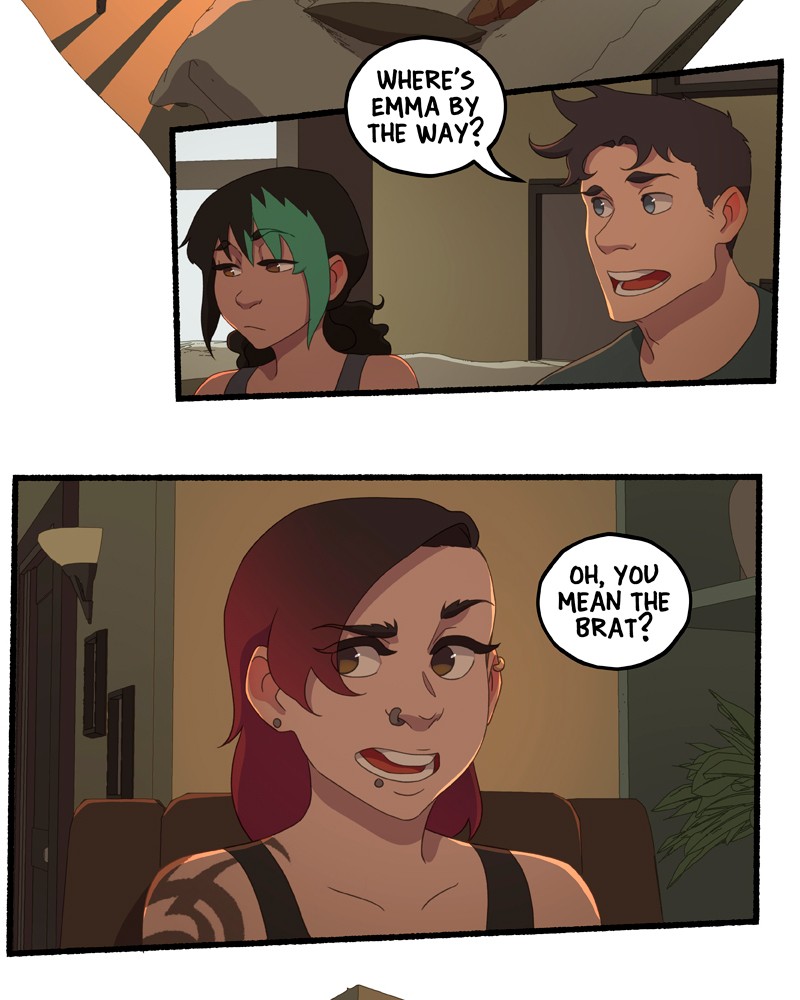 WHERE'S
EMMA BY
THE WAY?
OH, YOU
MEAN THE
BRAT?